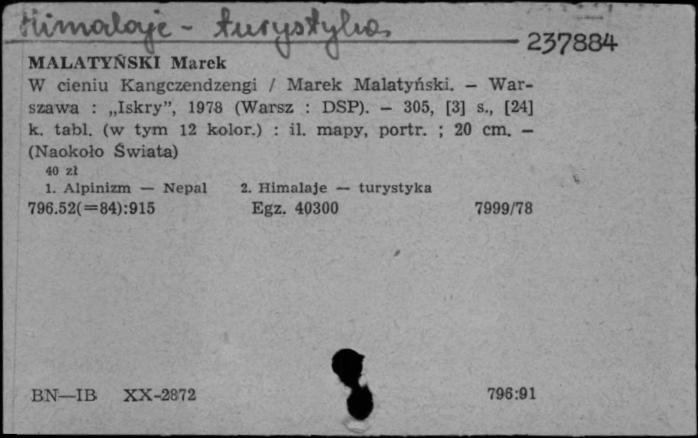 Himalaje - turystyka
237884
MALATYŃSKI Marek
W cieniu Kangczendzengi / Marek Malatyński. — War-
szawa : „Iskry”, 1978 (Warsz : DSP). — 305, [3] s., [24]
k. tabl. (w tym 12 kolor.) : il. mapy, portr. ; 20 cm. —
(Naokoło Świata)
40 zł
1. Alpinizm — Nepal 2. Himalaje — turystyka
796.52(=84):915 Egz. 40300 7999/78
BN—IB XX-2872 796:91